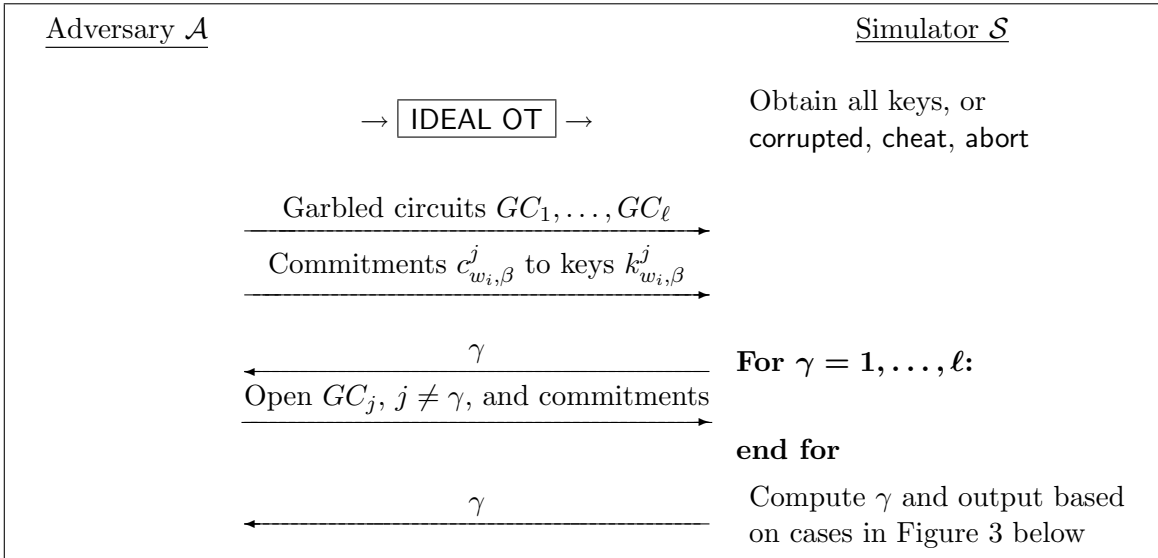 Adversary 𝒜
Simulator 𝒮
→ IDEAL OT →
Obtain all keys, or
corrupted, cheat, abort
Garbled circuits GC₁, . . . , GC_ℓ
Commitments c^j_{w_i,β} to keys k^j_{w_i,β}
γ
For γ = 1, . . . , ℓ:
Open GC_j, j ≠ γ, and commitments
end for
γ
Compute γ and output based
on cases in Figure 3 below